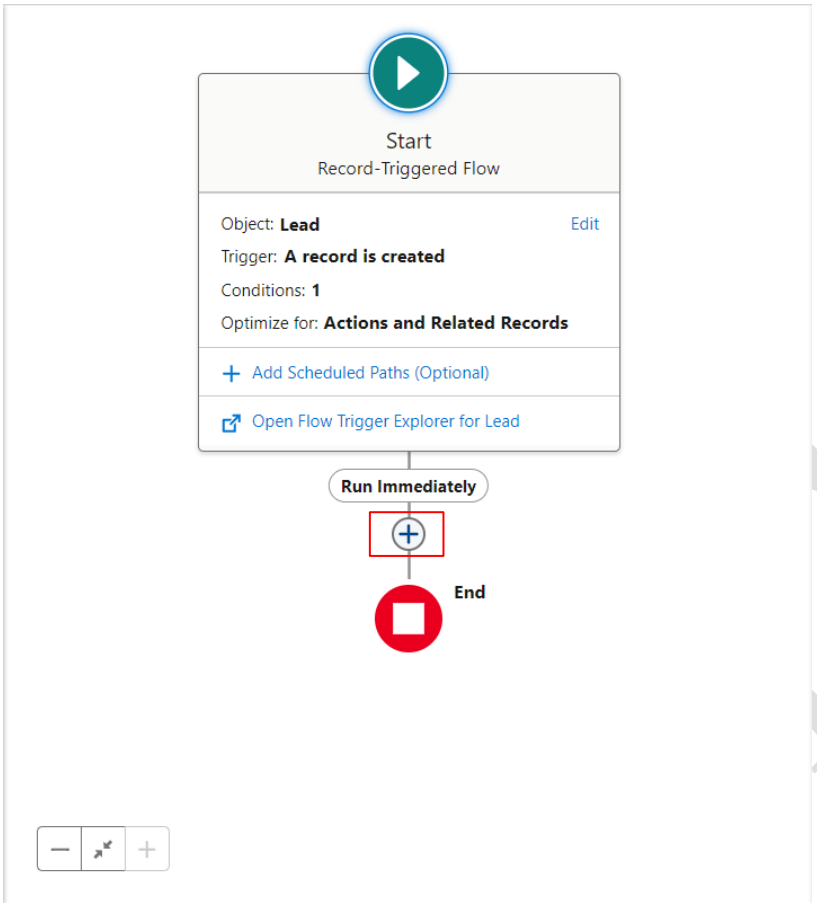 Start
Record-Triggered Flow
Object: Lead Edit
Trigger: A record is created
Conditions: 1
Optimize for: Actions and Related Records
Add Scheduled Paths (Optional)
Open Flow Trigger Explorer for Lead
Run Immediately
End